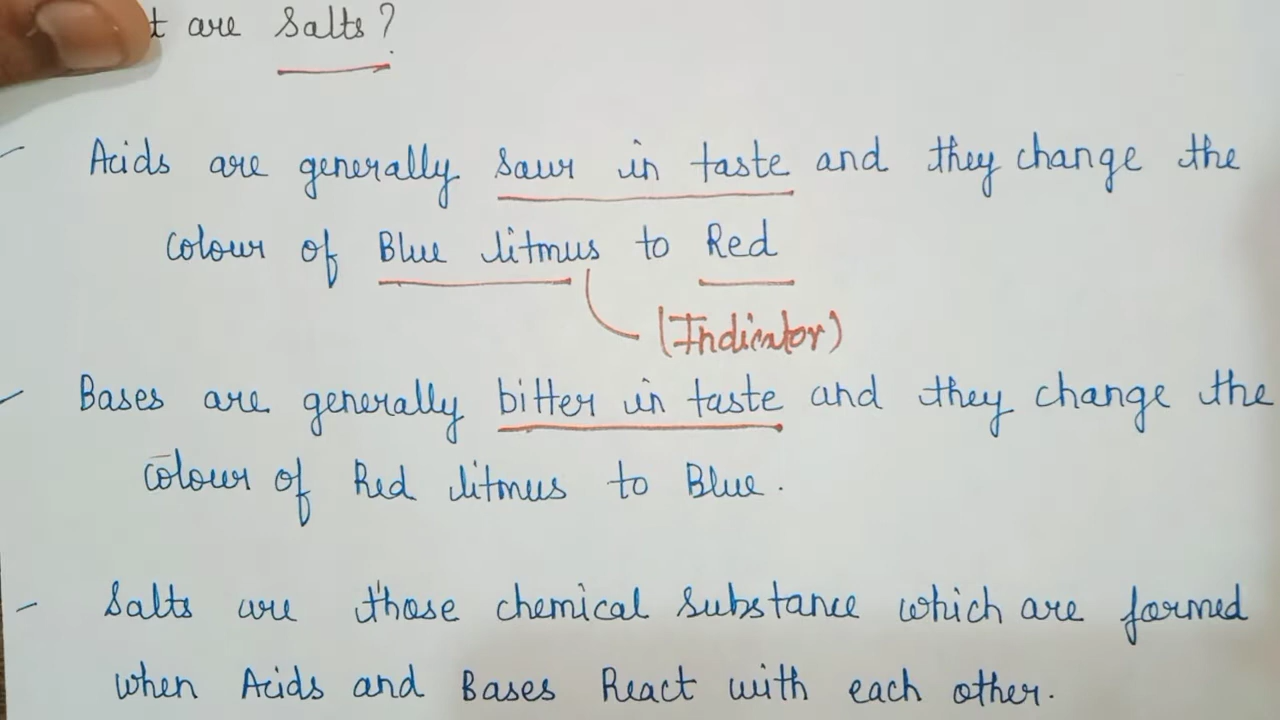 t are Salts?
- Acids are generally sour in taste and they change the
colour of Blue litmus to Red
(Indicator)
- Bases are generally bitter in taste and they change the
colour of Red litmus to Blue.
- Salts are those chemical substance which are formed
when Acids and Bases React with each other.